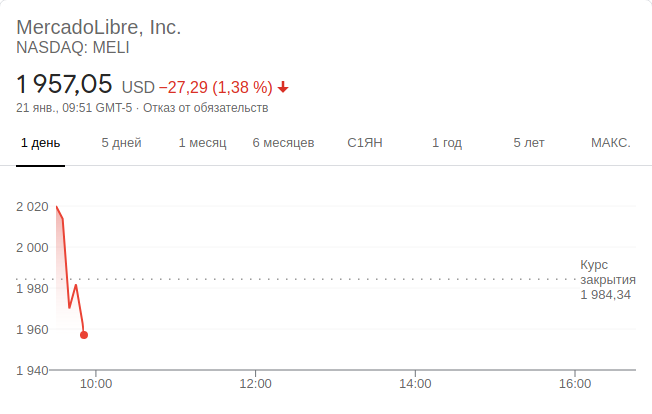 MercadoLibre, Inc.
NASDAQ: MELI
1 957,05 USD −27,29 (1,38 %)
21 янв., 09:51 GMT-5 · Отказ от обязательств
1 день 5 дней 1 месяц 6 месяцев С1ЯН 1 год 5 лет МАКС.
2 020
2 000
Курс
закрытия
1 984,34
1 980
1 960
1 940
10:00 12:00 14:00 16:00